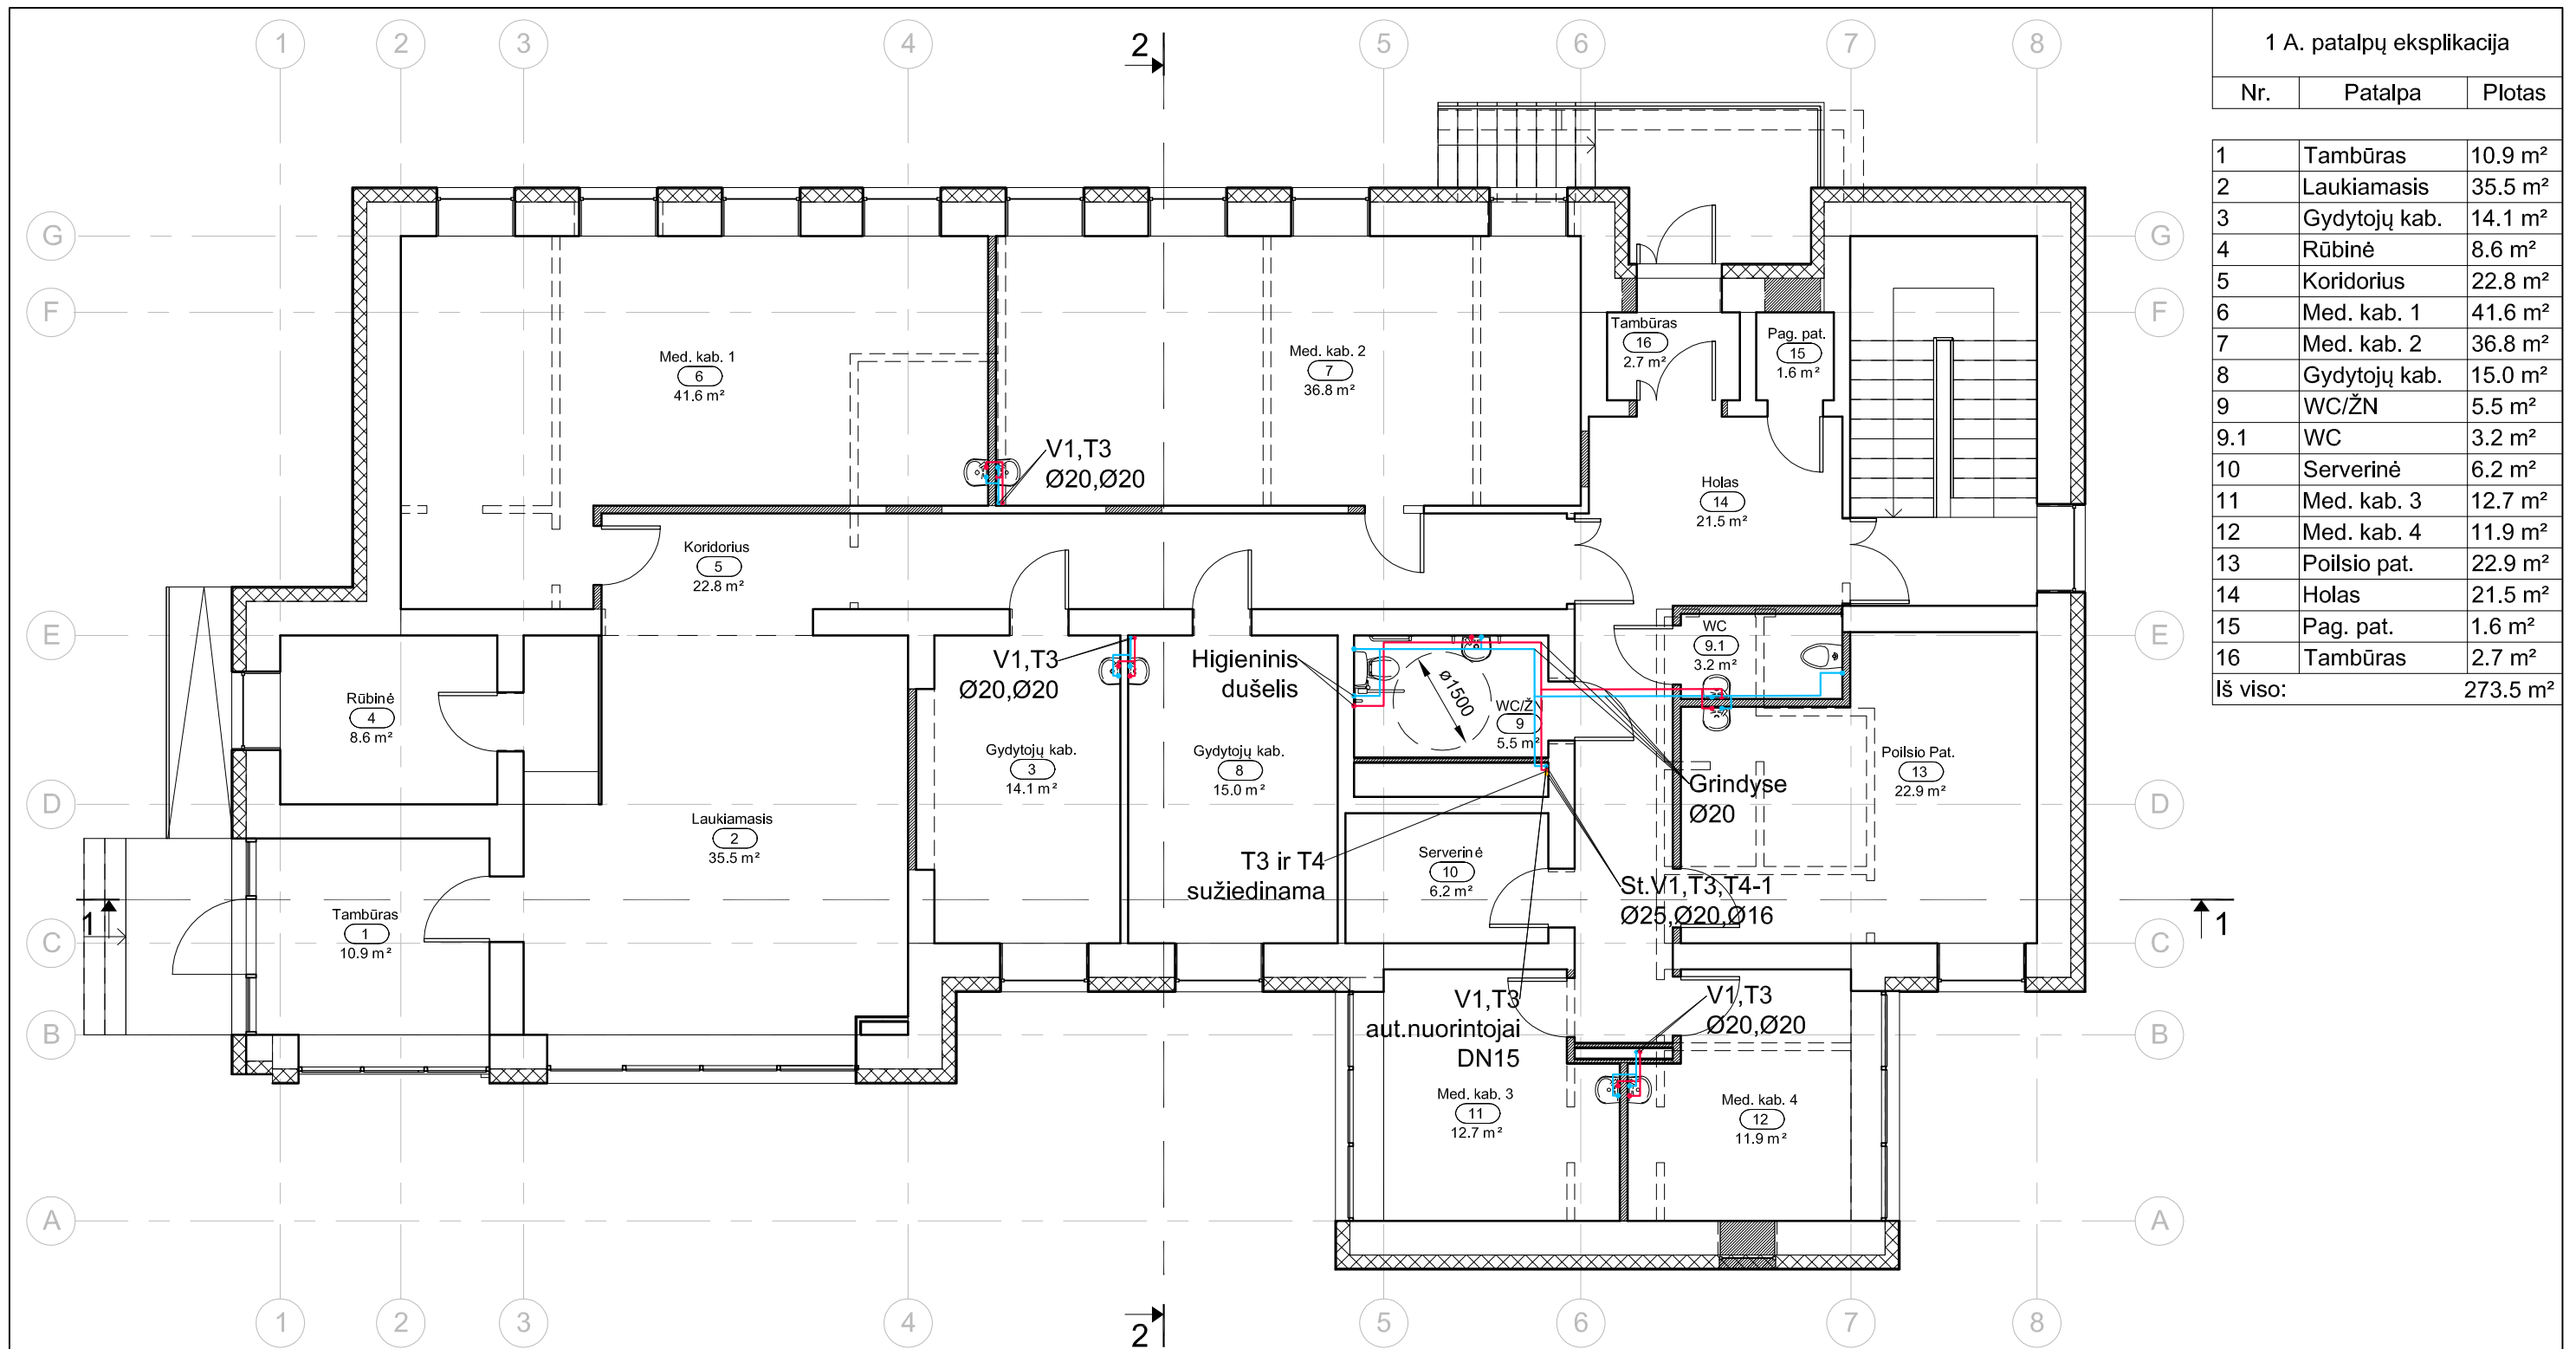 1 2 3 4 5 6 7 8
2
1 A. patalpų eksplikacija
Nr. Patalpa Plotas
1 Tambūras 10.9 m²
2 Laukiamasis 35.5 m²
3 Gydytojų kab. 14.1 m²
4 Rūbinė 8.6 m²
5 Koridorius 22.8 m²
6 Med. kab. 1 41.6 m²
7 Med. kab. 2 36.8 m²
8 Gydytojų kab. 15.0 m²
9 WC/ŽN 5.5 m²
9.1 WC 3.2 m²
10 Serverinė 6.2 m²
11 Med. kab. 3 12.7 m²
12 Med. kab. 4 11.9 m²
13 Poilsio pat. 22.9 m²
14 Holas 21.5 m²
15 Pag. pat. 1.6 m²
16 Tambūras 2.7 m²
Iš viso: 273.5 m²
G G
F F
Tambūras
16
2.7 m²
Pag. pat.
15
1.6 m²
Med. kab. 1
6
41.6 m²
Med. kab. 2
7
36.8 m²
V1,T3
Ø20,Ø20
Holas
14
21.5 m²
Koridorius
5
22.8 m²
E E
V1,T3
Ø20,Ø20
Higieninis
dušelis
ø1500
WC/Ž
9
5.5 m²
WC
9.1
3.2 m²
Rūbinė
4
8.6 m²
Gydytojų kab.
3
14.1 m²
Gydytojų kab.
8
15.0 m²
Poilsio Pat.
13
22.9 m²
Grindyse
Ø20
D D
Laukiamasis
2
35.5 m²
T3 ir T4
sužiedinama
Serverinė
10
6.2 m²
St.V1,T3,T4-1
Ø25,Ø20,Ø16
1 1
Tambūras
1
10.9 m²
C C
V1,T3
aut.nuorintojai
DN15
V1,T3
Ø20,Ø20
B B
Med. kab. 3
11
12.7 m²
Med. kab. 4
12
11.9 m²
A A
1 2 3 4 5 6 7 8
2